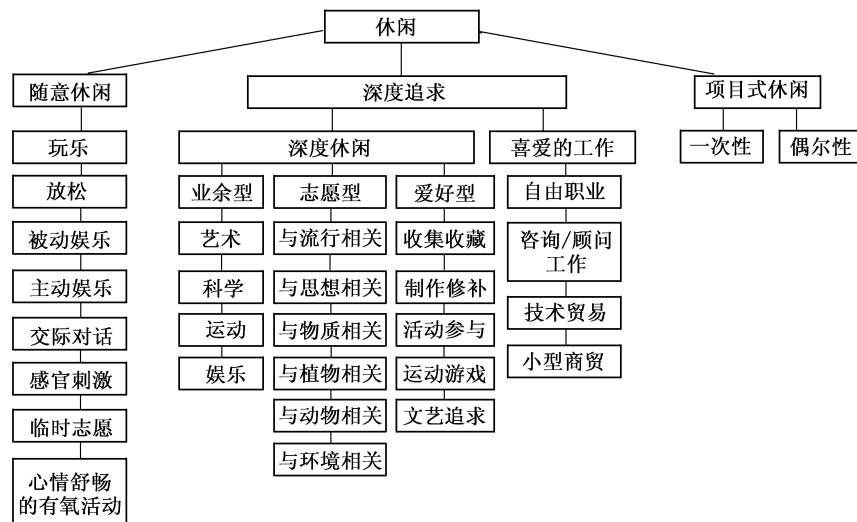 休闲
随意休闲
深度追求
项目式休闲
玩乐
深度休闲
喜爱的工作
一次性
偶尔性
放松
业余型
志愿型
爱好型
自由职业
被动娱乐
艺术
与流行相关
收集收藏
咨询/顾问
工作
主动娱乐
科学
与思想相关
制作修补
技术贸易
交际对话
运动
与物质相关
活动参与
小型商贸
感官刺激
娱乐
与植物相关
运动游戏
临时志愿
与动物相关
文艺追求
心情舒畅
的有氧活动
与环境相关